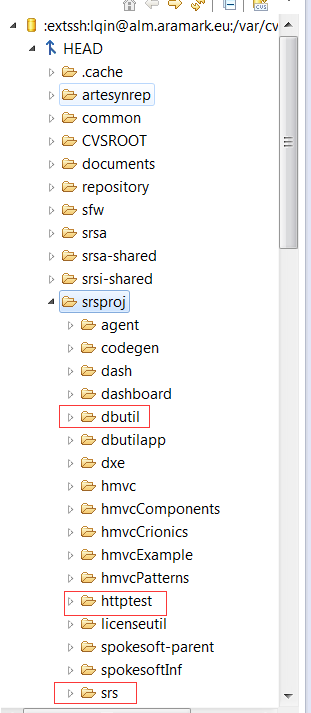 :extssh:lqin@alm.aramark.eu:/var/cv
HEAD
.cache
artesynrep
common
CVSROOT
documents
repository
sfw
srsa
srsa-shared
srsi-shared
srsproj
agent
codegen
dash
dashboard
dbutil
dbutilapp
dxe
hmvc
hmvcComponents
hmvcCrionics
hmvcExample
hmvcPatterns
httptest
licenseutil
spokesoft-parent
spokesoftInf
srs